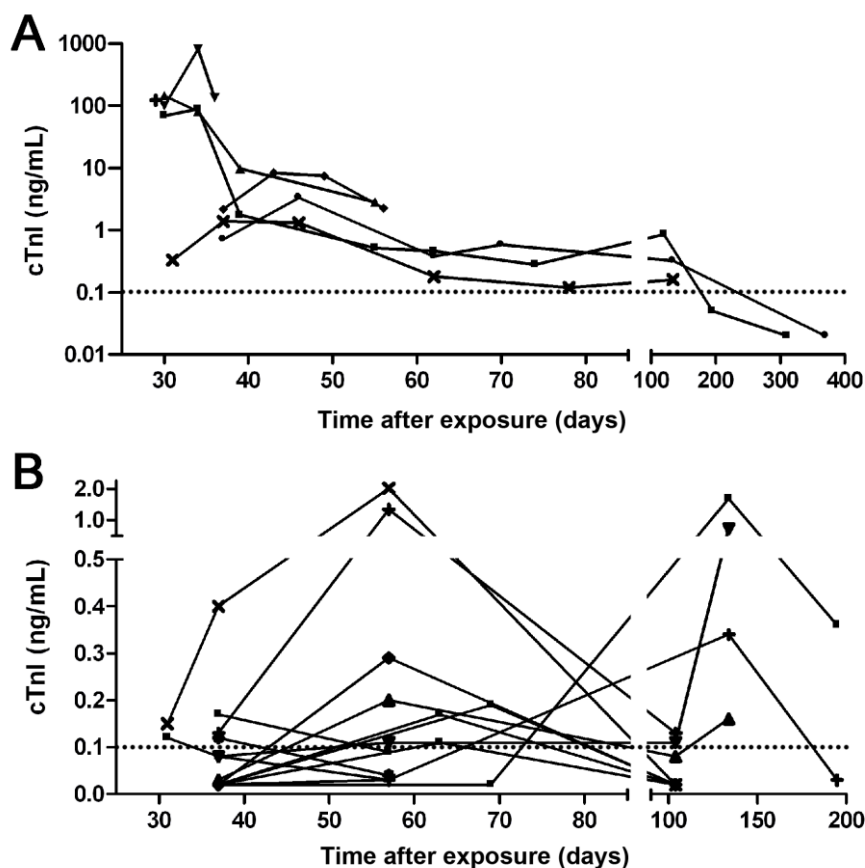 A
1000
100
10
1
0.1
0.01
cTnI (ng/mL)
30 40 50 60 70 80 100 200 300 400
Time after exposure (days)
B
2.0
1.0
0.5
0.4
0.3
0.2
0.1
0.0
cTnI (ng/mL)
30 40 50 60 70 80 100 150 200
Time after exposure (days)